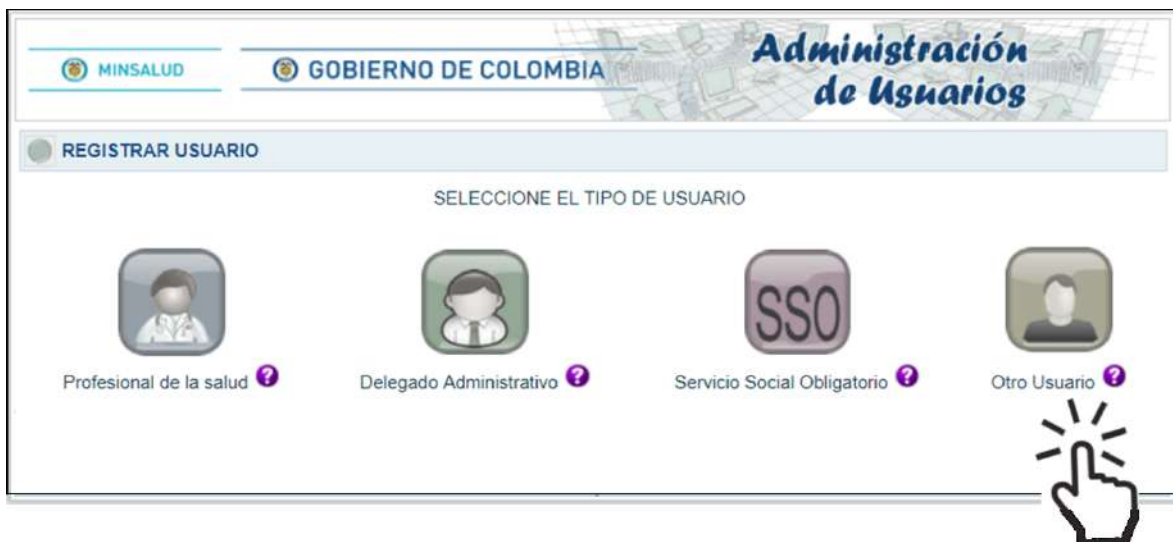 MINSALUD
GOBIERNO DE COLOMBIA
Administración
de Usuarios
REGISTRAR USUARIO
SELECCIONE EL TIPO DE USUARIO
SSO
Profesional de la salud ?
Delegado Administrativo ?
Servicio Social Obligatorio ?
Otro Usuario ?